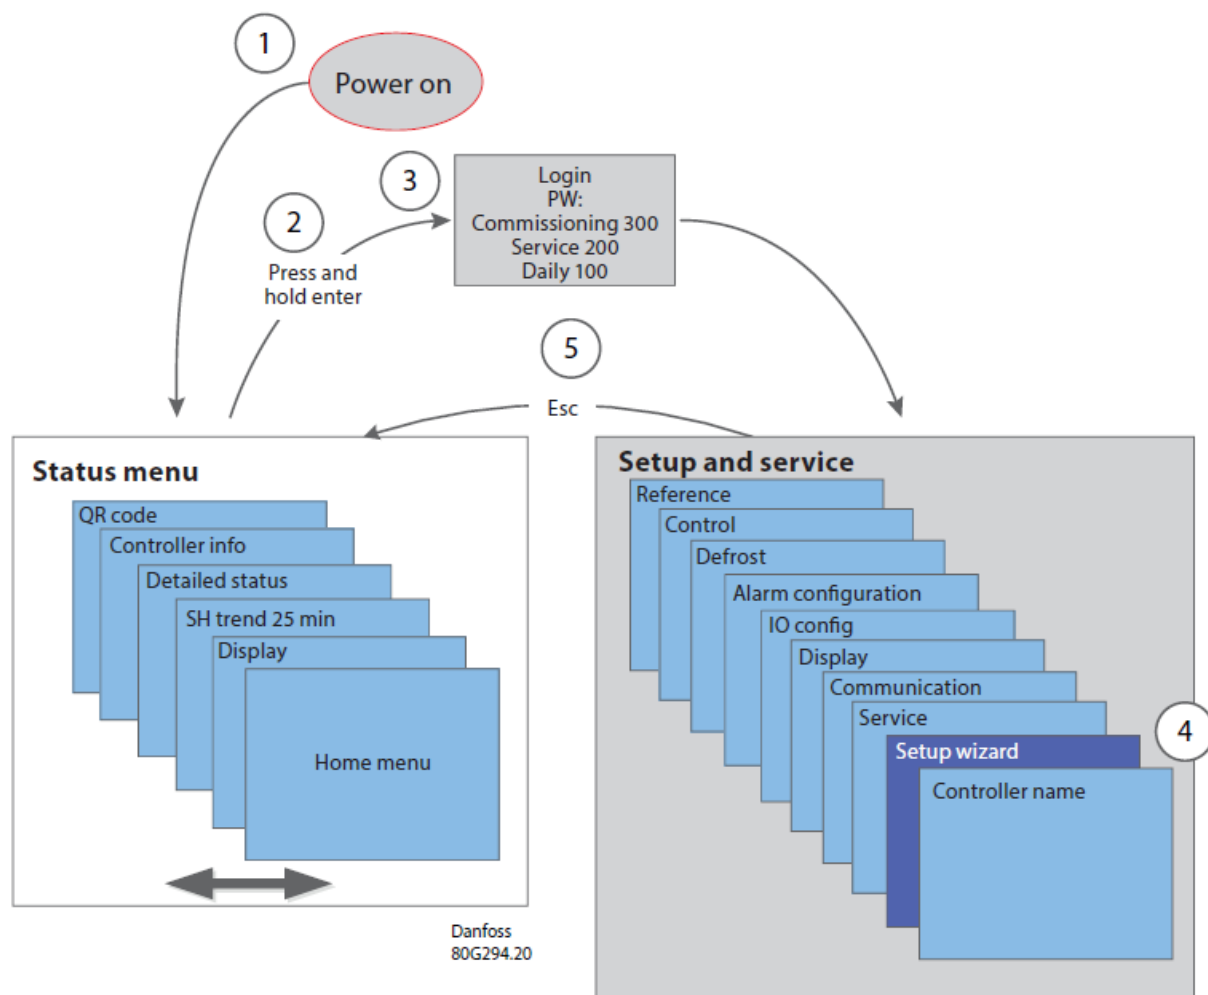 1
Power on
3
Login
PW:
Commissioning 300
Service 200
Daily 100
2
Press and
hold enter
5
Esc
Status menu
QR code
Controller info
Detailed status
SH trend 25 min
Display
Home menu
Danfoss
80G294.20
Setup and service
Reference
Control
Defrost
Alarm configuration
IO config
Display
Communication
Service
4
Setup wizard
Controller name